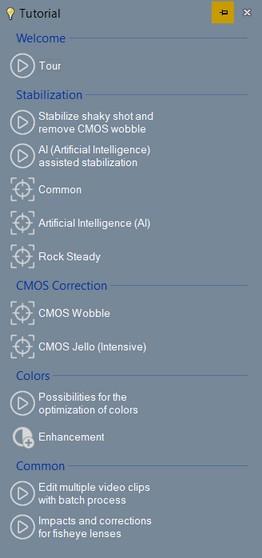 Tutorial
Welcome
Tour
Stabilization
Stabilize shaky shot and
remove CMOS wobble
AI (Artificial Intelligence)
assisted stabilization
Common
Artificial Intelligence (AI)
Rock Steady
CMOS Correction
CMOS Wobble
CMOS Jello (Intensive)
Colors
Possibilities for the
optimization of colors
Enhancement
Common
Edit multiple video clips
with batch process
Impacts and corrections
for fisheye lenses